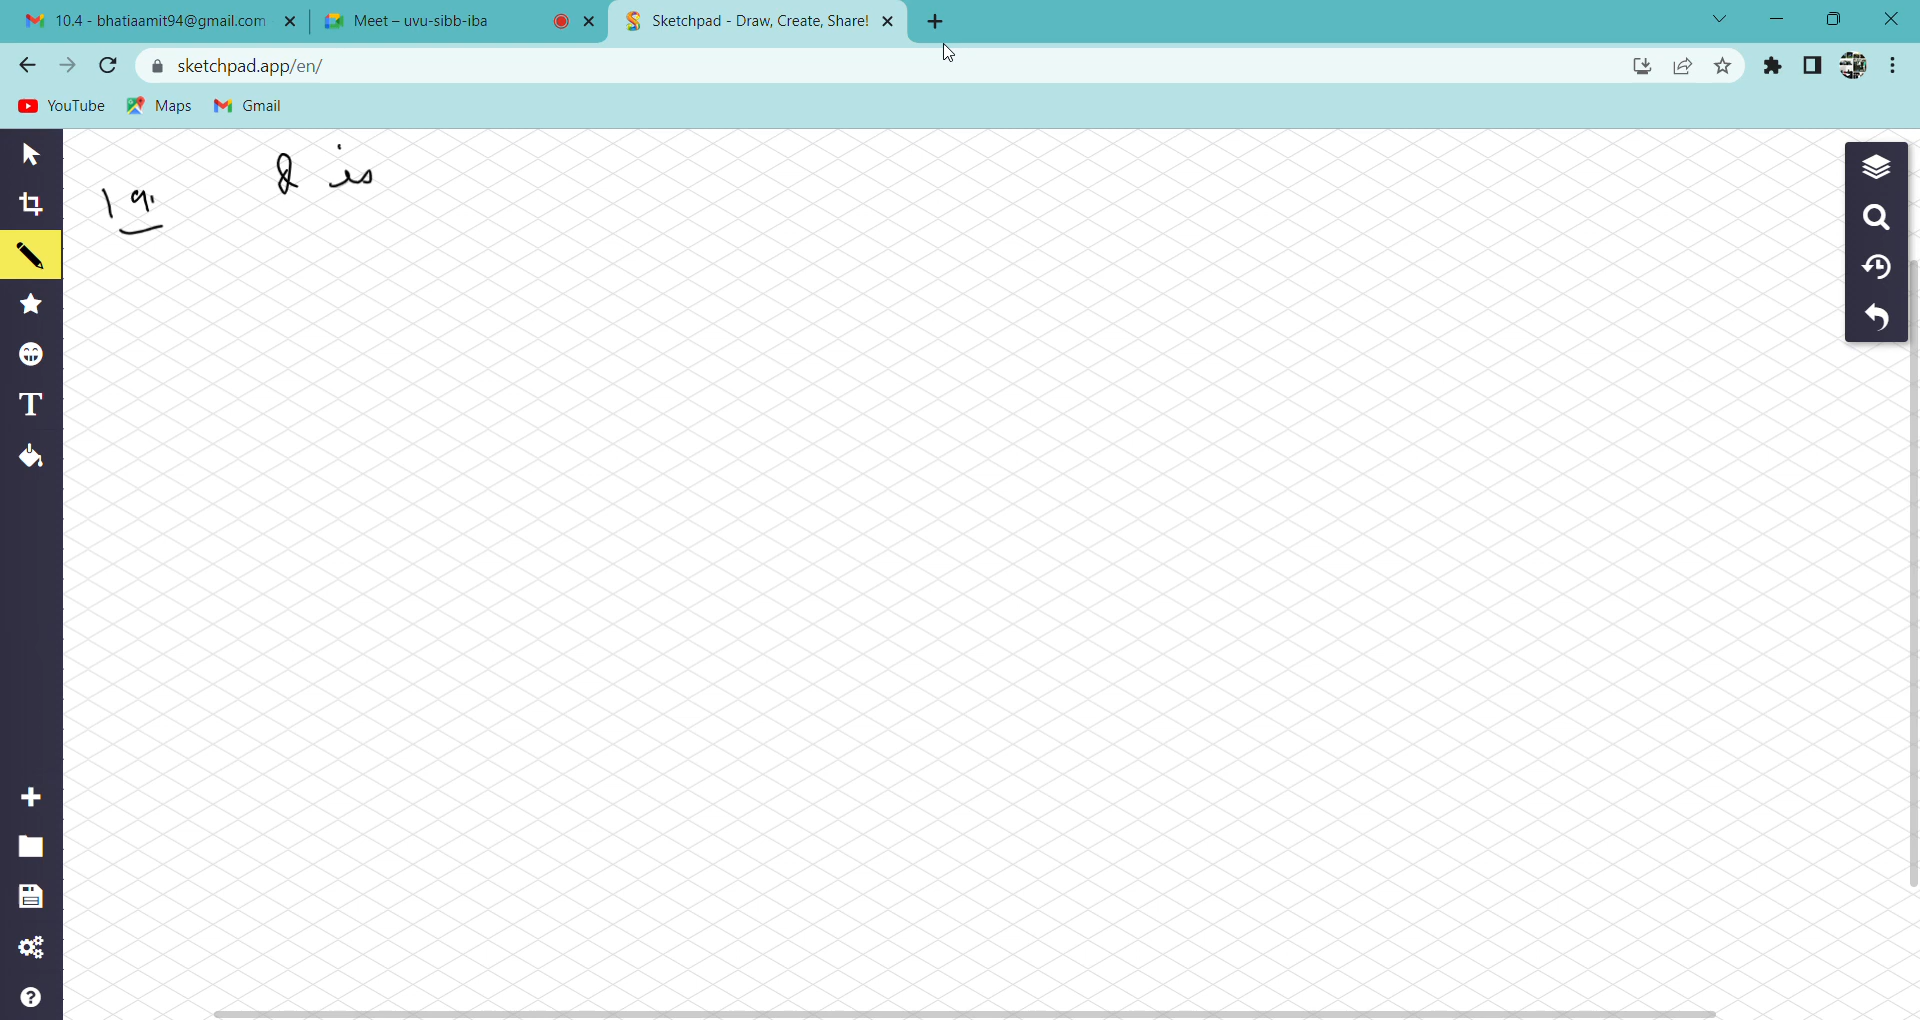 10.4 - bhatiaamit94@gmail.com
Meet – uvu-sibb-iba
Sketchpad - Draw, Create, Share!
sketchpad.app/en/
YouTube
Maps
Gmail
is